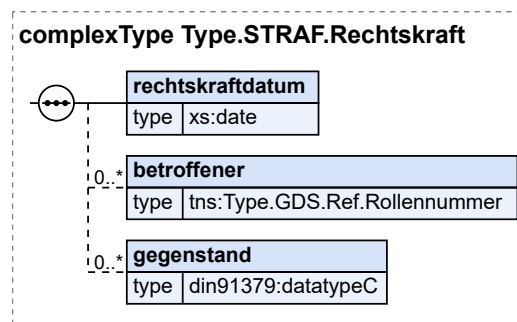 complexType Type.STRAF.Rechtskraft
rechtskraftdatum
type xs:date
0..* betroffener
type tns:Type.GDS.Ref.Rollennummer
0..* gegenstand
type din91379:datatypeC